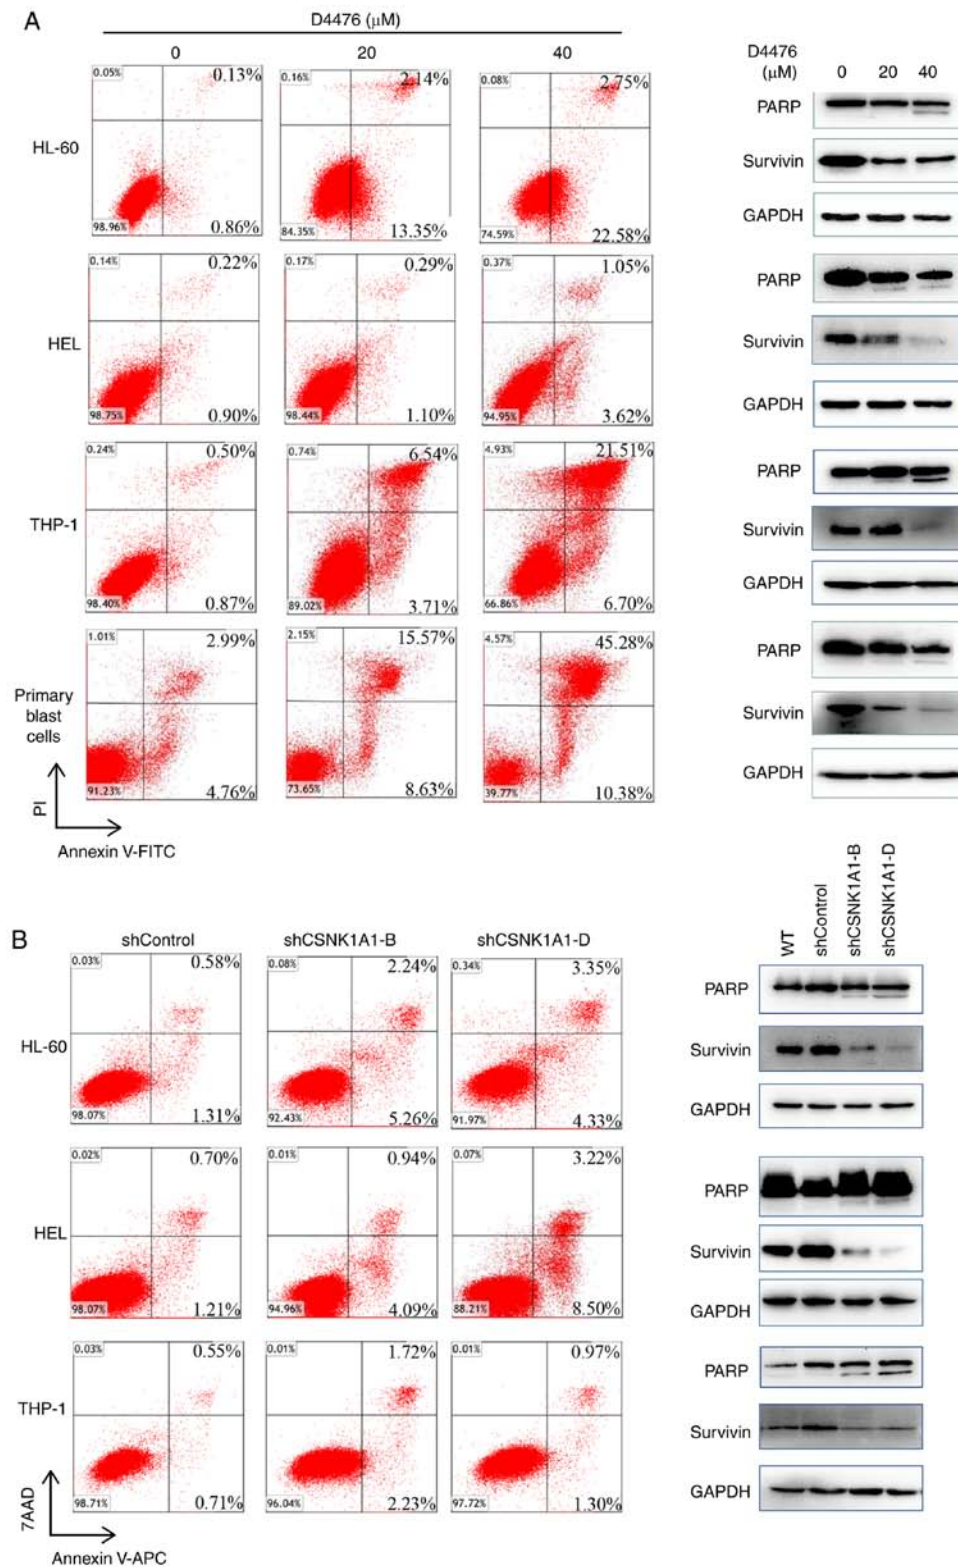 A
D4476 (μM)
0 20 40
HL-60
0.05% 0.13%
98.96% 0.86%
0.16% 2.14%
84.35% 13.35%
0.08% 2.75%
74.59% 22.58%
HEL
0.14% 0.22%
98.75% 0.90%
0.17% 0.29%
98.44% 1.10%
0.37% 1.05%
94.95% 3.62%
THP-1
0.24% 0.50%
98.40% 0.87%
0.74% 6.54%
89.02% 3.71%
4.93% 21.51%
66.86% 6.70%
Primary
blast
cells
1.01% 2.99%
91.23% 4.76%
2.15% 15.57%
73.65% 8.63%
4.57% 45.28%
39.77% 10.38%
PI
Annexin V-FITC
D4476
(μM) 0 20 40
PARP
Survivin
GAPDH
PARP
Survivin
GAPDH
PARP
Survivin
GAPDH
PARP
Survivin
GAPDH
B
shControl shCSNK1A1-B shCSNK1A1-D
HL-60
0.03% 0.58%
98.07% 1.31%
0.08% 2.24%
92.43% 5.26%
0.34% 3.35%
91.97% 4.33%
HEL
0.02% 0.70%
98.07% 1.21%
0.01% 0.94%
94.96% 4.09%
0.07% 3.22%
88.21% 8.50%
THP-1
0.03% 0.55%
98.71% 0.71%
0.01% 1.72%
96.04% 2.23%
0.01% 0.97%
97.72% 1.30%
7AAD
Annexin V-APC
WT
shControl
shCSNK1A1-B
shCSNK1A1-D
PARP
Survivin
GAPDH
PARP
Survivin
GAPDH
PARP
Survivin
GAPDH